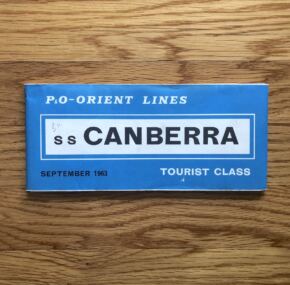 P&O-ORIENT LINES
SS CANBERRA
SEPTEMBER 1963 TOURIST CLASS